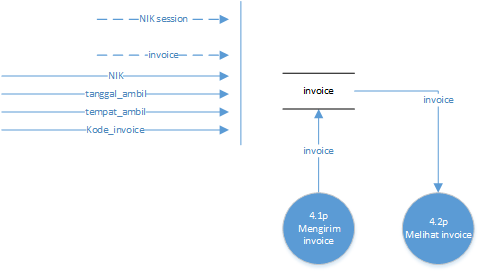 NIK session
invoice
NIK
tanggal_ambil
tempat_ambil
Kode_invoice
invoice
invoice
invoice
4.1p
Mengirim
invoice
4.2p
Melihat invoice